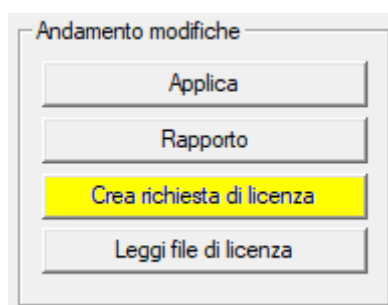 Andamento modifiche
Applica
Rapporto
Crea richiesta di licenza
Leggi file di licenza